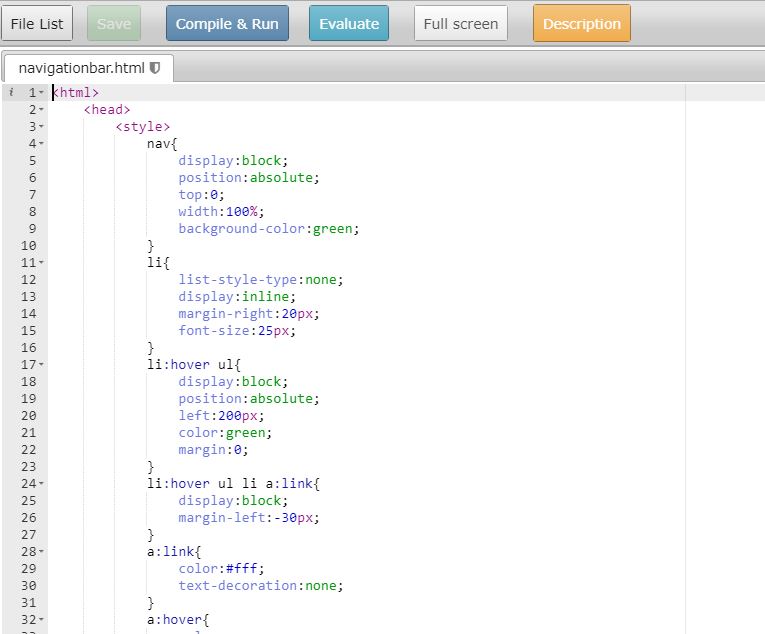 File List Save Compile & Run Evaluate Full screen Description
navigationbar.html
i 1 <html>
2 <head>
3 <style>
4 nav{
5 display:block;
6 position:absolute;
7 top:0;
8 width:100%;
9 background-color:green;
10 }
11 li{
12 list-style-type:none;
13 display:inline;
14 margin-right:20px;
15 font-size:25px;
16 }
17 li:hover ul{
18 display:block;
19 position:absolute;
20 left:200px;
21 color:green;
22 margin:0;
23 }
24 li:hover ul li a:link{
25 display:block;
26 margin-left:-30px;
27 }
28 a:link{
29 color:#fff;
30 text-decoration:none;
31 }
32 a:hover{